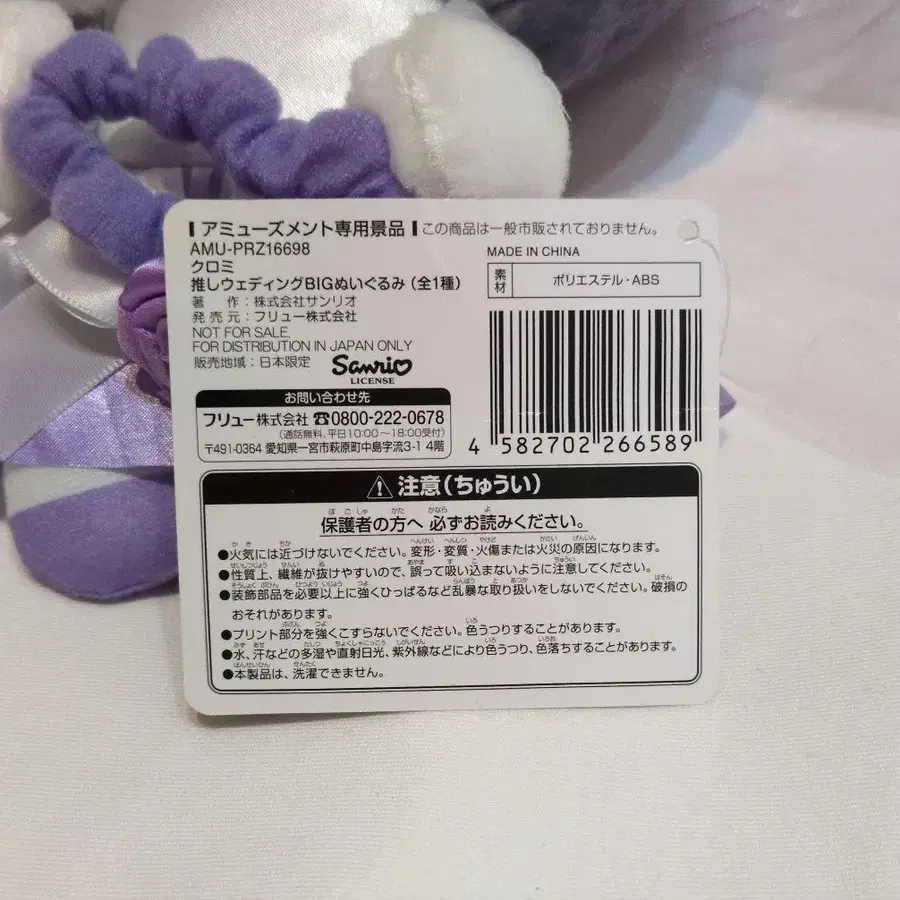 アミューズメント専用景品 この商品は一般市販されておりません。
AMU-PRZ16698
クロミ
推しウェディングBIGぬいぐるみ(全1種)
著 作:株式会社サンリオ
発売元:フリュー株式会社
NOT FOR SALE,
FOR DISTRIBUTION IN JAPAN ONLY
販売地域:日本限定
Sanrio
LICENSE
お問い合わせ先
フリュー株式会社 ☎0800-222-0678
(通話無料、平日10:00~18:00受付)
〒491-0364 愛知県一宮市萩原町中島字流3-1 4階
MADE IN CHINA
素材 ポリエステル・ABS
4 582702 266589
⚠注意(ちゅうい)
保護者の方へ 必ずお読みください。
●火気には近づけないでください。変形・変質・火傷または火災の原因になります。
●性質上、繊維が抜けやすいので、誤って吸い込まないように注意してください。
●装飾部品を必要以上に強くひっぱるなど乱暴な取り扱いをしないでください。破損の
おそれがあります。
●プリント部分を強くこすらないでください。色うつりすることがあります。
●水、汗などの多湿や直射日光、紫外線などにより色うつり、色落ちすることがあります。
●本製品は、洗濯できません。